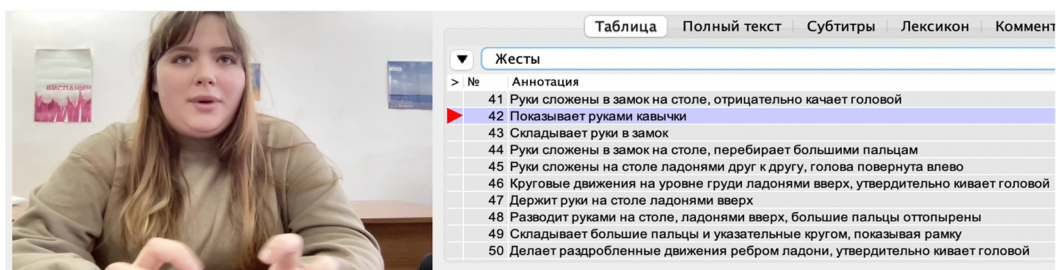 ВИСПАНИИ
Таблица Полный текст Субтитры Лексикон Коммент
▼ Жесты
> № Аннотация
41 Руки сложены в замок на столе, отрицательно качает головой
42 Показывает руками кавычки
43 Складывает руки в замок
44 Руки сложены в замок на столе, перебирает большими пальцам
45 Руки сложены на столе ладонями друг к другу, голова повернута влево
46 Круговые движения на уровне груди ладонями вверх, утвердительно кивает головой
47 Держит руки на столе ладонями вверх
48 Разводит руками на столе, ладонями вверх, большие пальцы оттопырены
49 Складывает большие пальцы и указательные кругом, показывая рамку
50 Делает раздробленные движения ребром ладони, утвердительно кивает головой